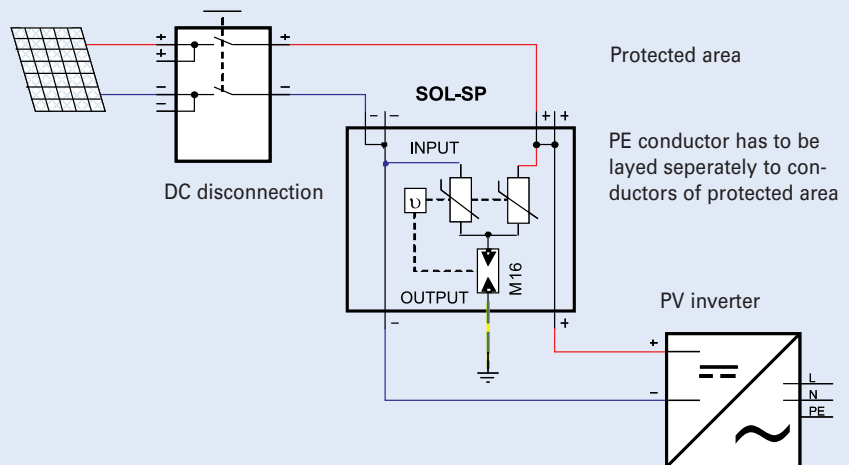 + + +
+
Protected area
− − −
−
SOL-SP
− − + +
INPUT
PE conductor has to be
layed seperately to con-
ductors of protected area
DC disconnection
υ
M16
OUTPUT
− +
PV inverter
+
L
− N
PE